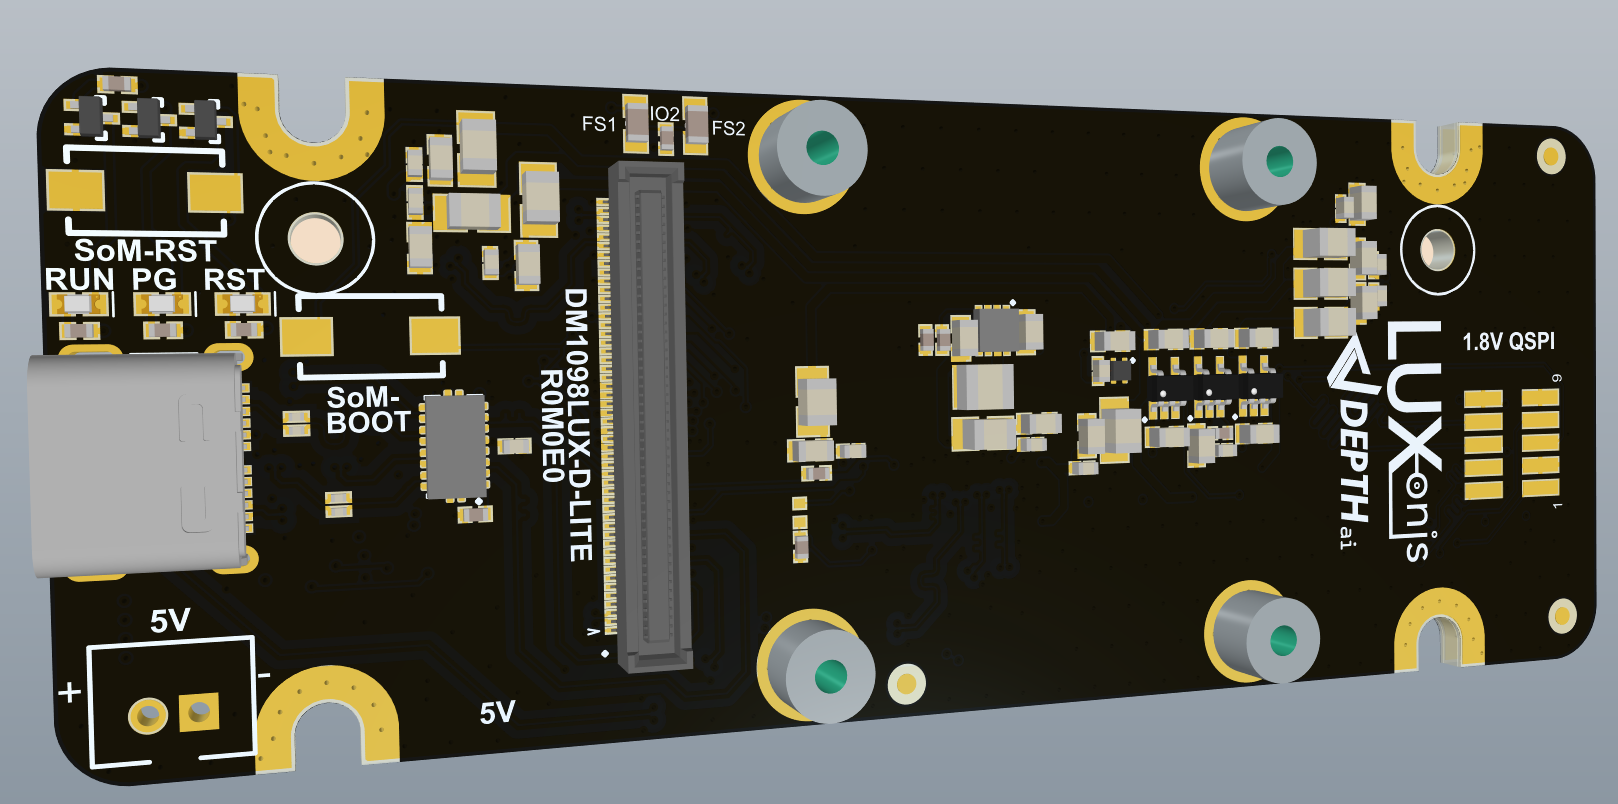 FS1
IO2
FS2
SoM-RST
RUN PG RST
SoM-
BOOT
DM1098LUX-D-LITE
R0M0E0
5V
+
-
5V
LUXonis
DEPTHai
1.8V QSPI
9
1